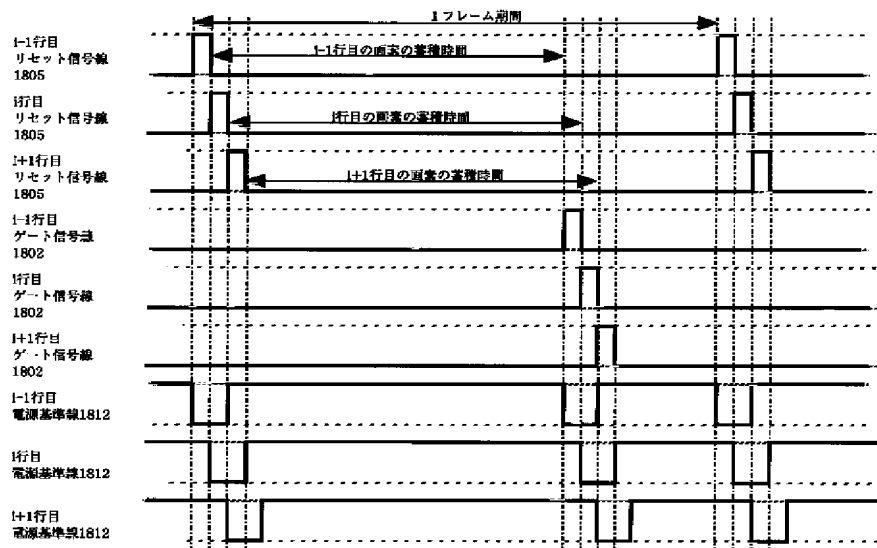 1フレーム期間
i−1行目
リセット信号線
1805
i−1行目の画素の蓄積時間
i行目
リセット信号線
1805
i行目の画素の蓄積時間
i+1行目
リセット信号線
1805
i+1行目の画素の蓄積時間
i−1行目
ゲート信号線
1802
i行目
ゲート信号線
1802
i+1行目
ゲート信号線
1802
i−1行目
電源基準線1812
i行目
電源基準線1812
i+1行目
電源基準線1812